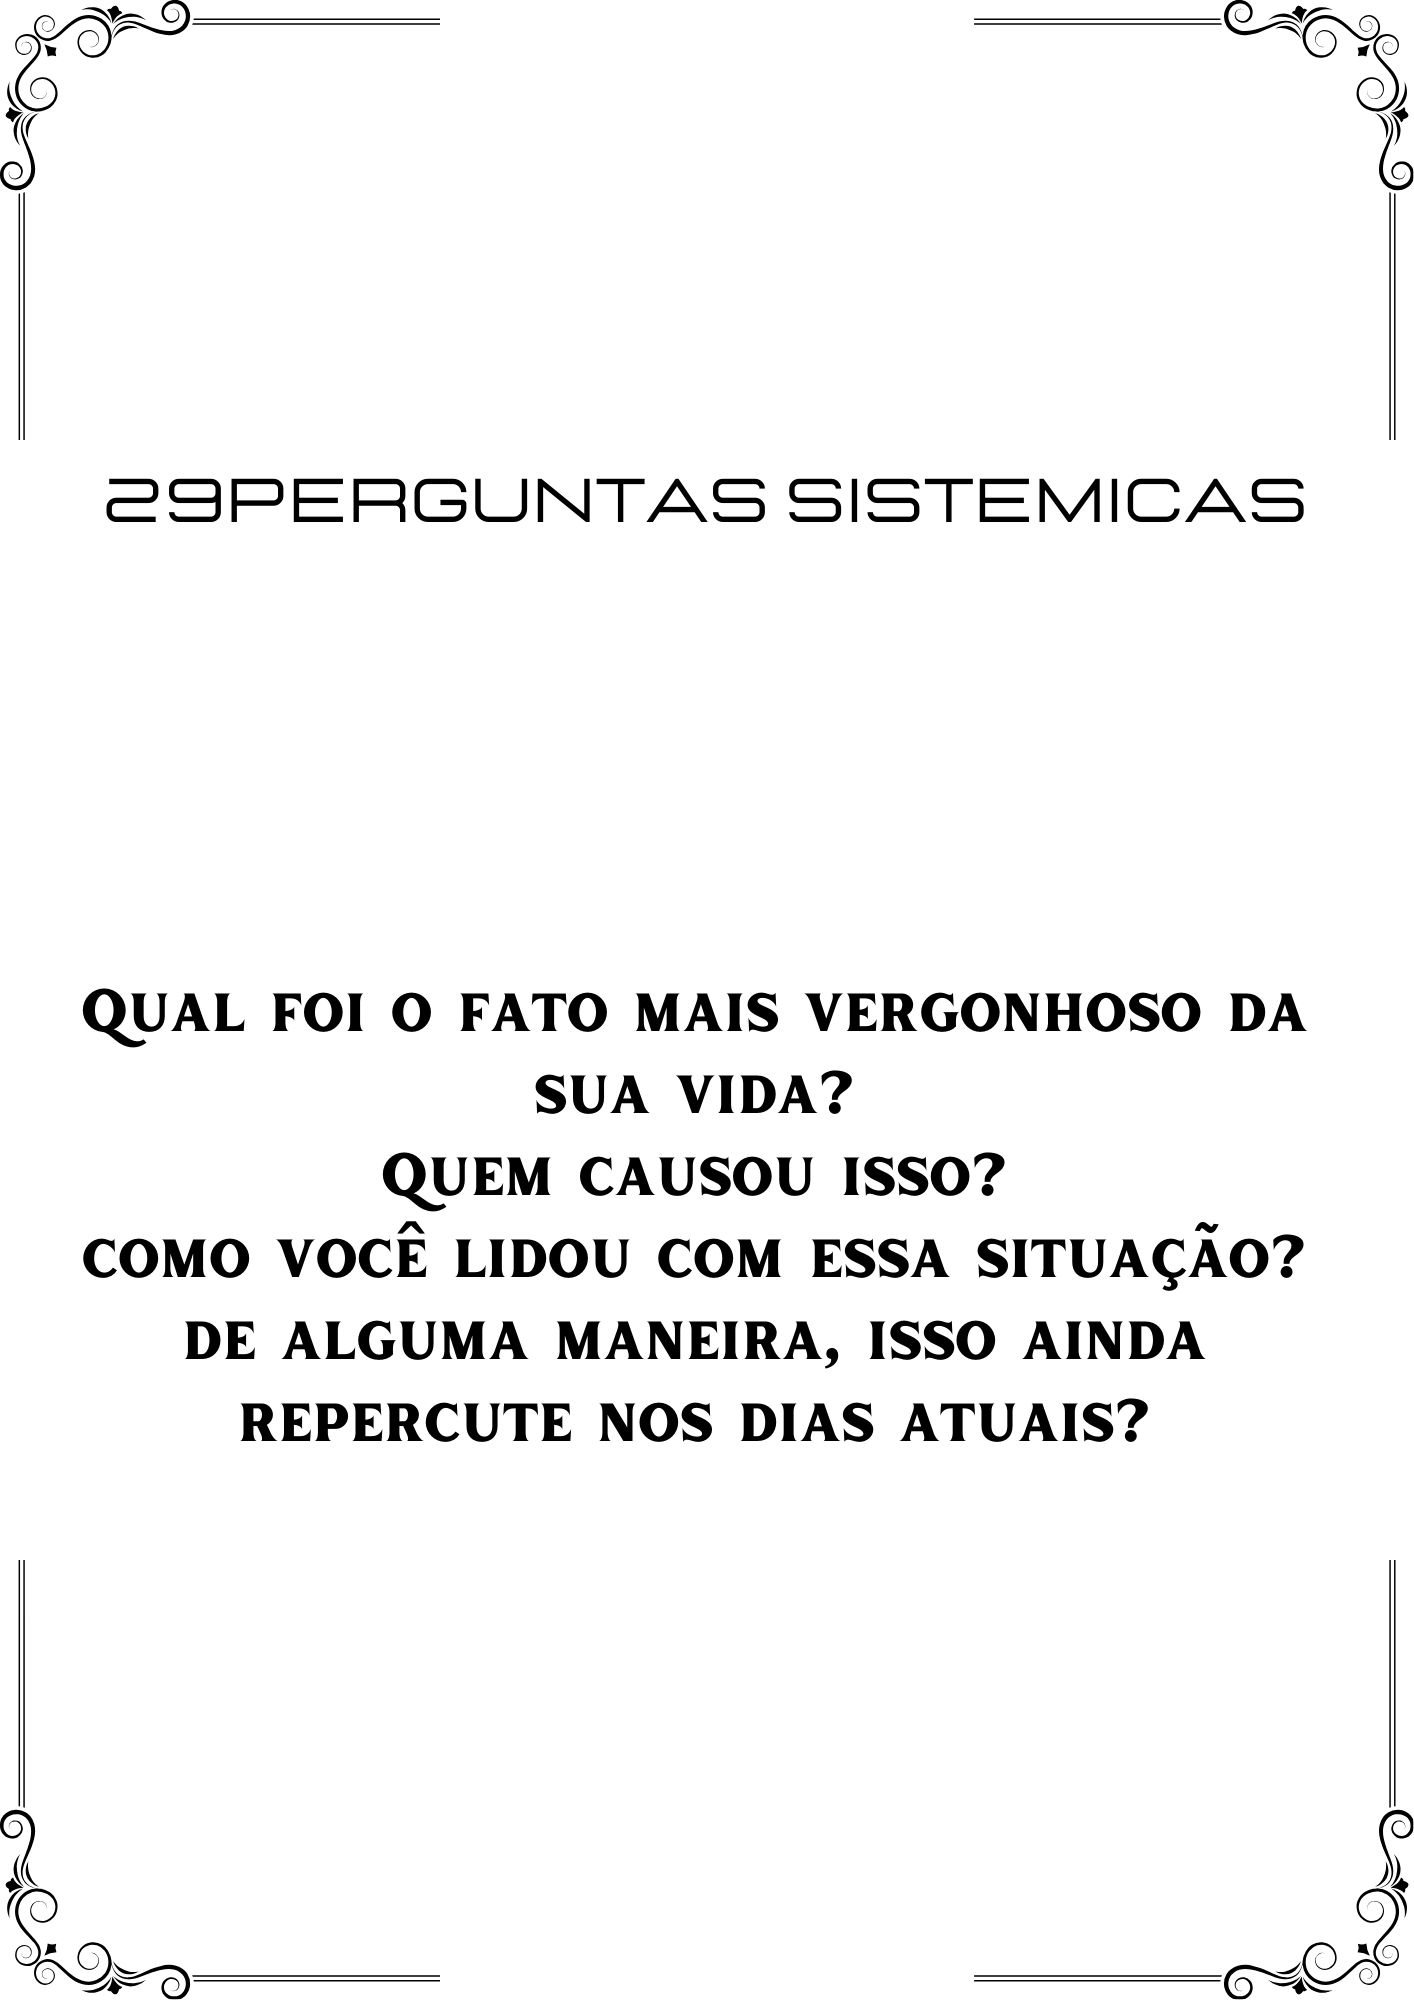 29PERGUNTAS SISTEMICAS
Qual foi o fato mais vergonhoso da
sua vida?
Quem causou isso?
como você lidou com essa situação?
de alguma maneira, isso ainda
repercute nos dias atuais?